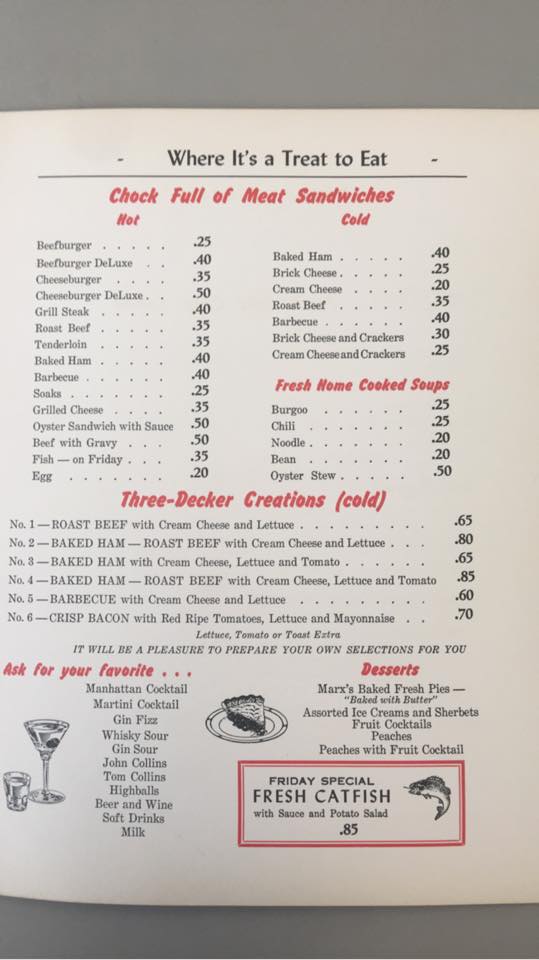 - Where It's a Treat to Eat -
Chock Full of Meat Sandwiches
Hot
Beefburger . . . . . .25
Beefburger DeLuxe . . .40
Cheeseburger . . . . .35
Cheeseburger DeLuxe . . .50
Grill Steak . . . . . .40
Roast Beef . . . . . .35
Tenderloin . . . . . .35
Baked Ham . . . . . .40
Barbecue . . . . . . .40
Soaks . . . . . . . .25
Grilled Cheese . . . . .35
Oyster Sandwich with Sauce .50
Beef with Gravy . . . .50
Fish — on Friday . . . .35
Egg . . . . . . . .20
Cold
Baked Ham . . . . . .40
Brick Cheese . . . . . .25
Cream Cheese . . . . .20
Roast Beef . . . . . .35
Barbecue . . . . . . .40
Brick Cheese and Crackers .30
Cream Cheese and Crackers .25
Fresh Home Cooked Soups
Burgoo . . . . . . .25
Chili . . . . . . . .25
Noodle . . . . . . . .20
Bean . . . . . . . .20
Oyster Stew . . . . . .50
Three-Decker Creations (cold)
No. 1 — ROAST BEEF with Cream Cheese and Lettuce . . . . . . . . . .65
No. 2 — BAKED HAM — ROAST BEEF with Cream Cheese and Lettuce . . . .80
No. 3 — BAKED HAM with Cream Cheese, Lettuce and Tomato . . . . . . .65
No. 4 — BAKED HAM — ROAST BEEF with Cream Cheese, Lettuce and Tomato .85
No. 5 — BARBECUE with Cream Cheese and Lettuce . . . . . . . . . .60
No. 6 — CRISP BACON with Red Ripe Tomatoes, Lettuce and Mayonnaise . . .70
Lettuce, Tomato or Toast Extra
IT WILL BE A PLEASURE TO PREPARE YOUR OWN SELECTIONS FOR YOU
Ask for your favorite . . .
Manhattan Cocktail
Martini Cocktail
Gin Fizz
Whisky Sour
Gin Sour
John Collins
Tom Collins
Highballs
Beer and Wine
Soft Drinks
Milk
Desserts
Marx's Baked Fresh Pies —
"Baked with Butter"
Assorted Ice Creams and Sherbets
Fruit Cocktails
Peaches
Peaches with Fruit Cocktail
FRIDAY SPECIAL
FRESH CATFISH
with Sauce and Potato Salad
.85